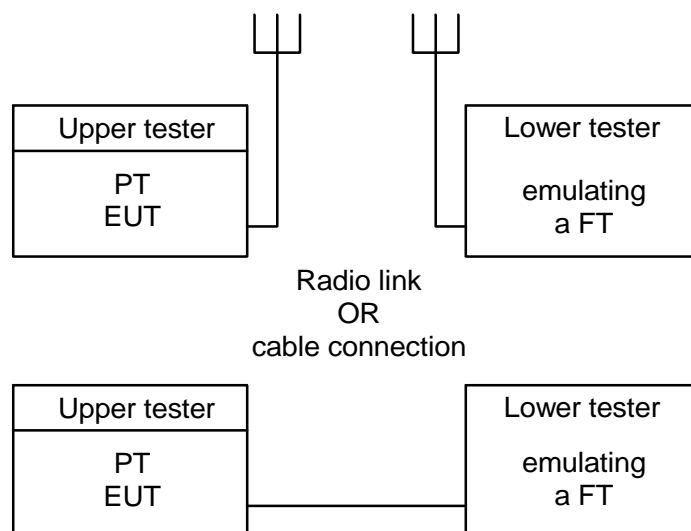 Upper tester
PT
EUT
Lower tester
emulating
a FT
Radio link
OR
cable connection
Upper tester
PT
EUT
Lower tester
emulating
a FT